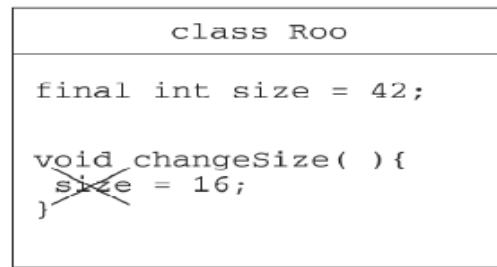 class Roo
final int size = 42;
void changeSize( ){
size = 16;
}